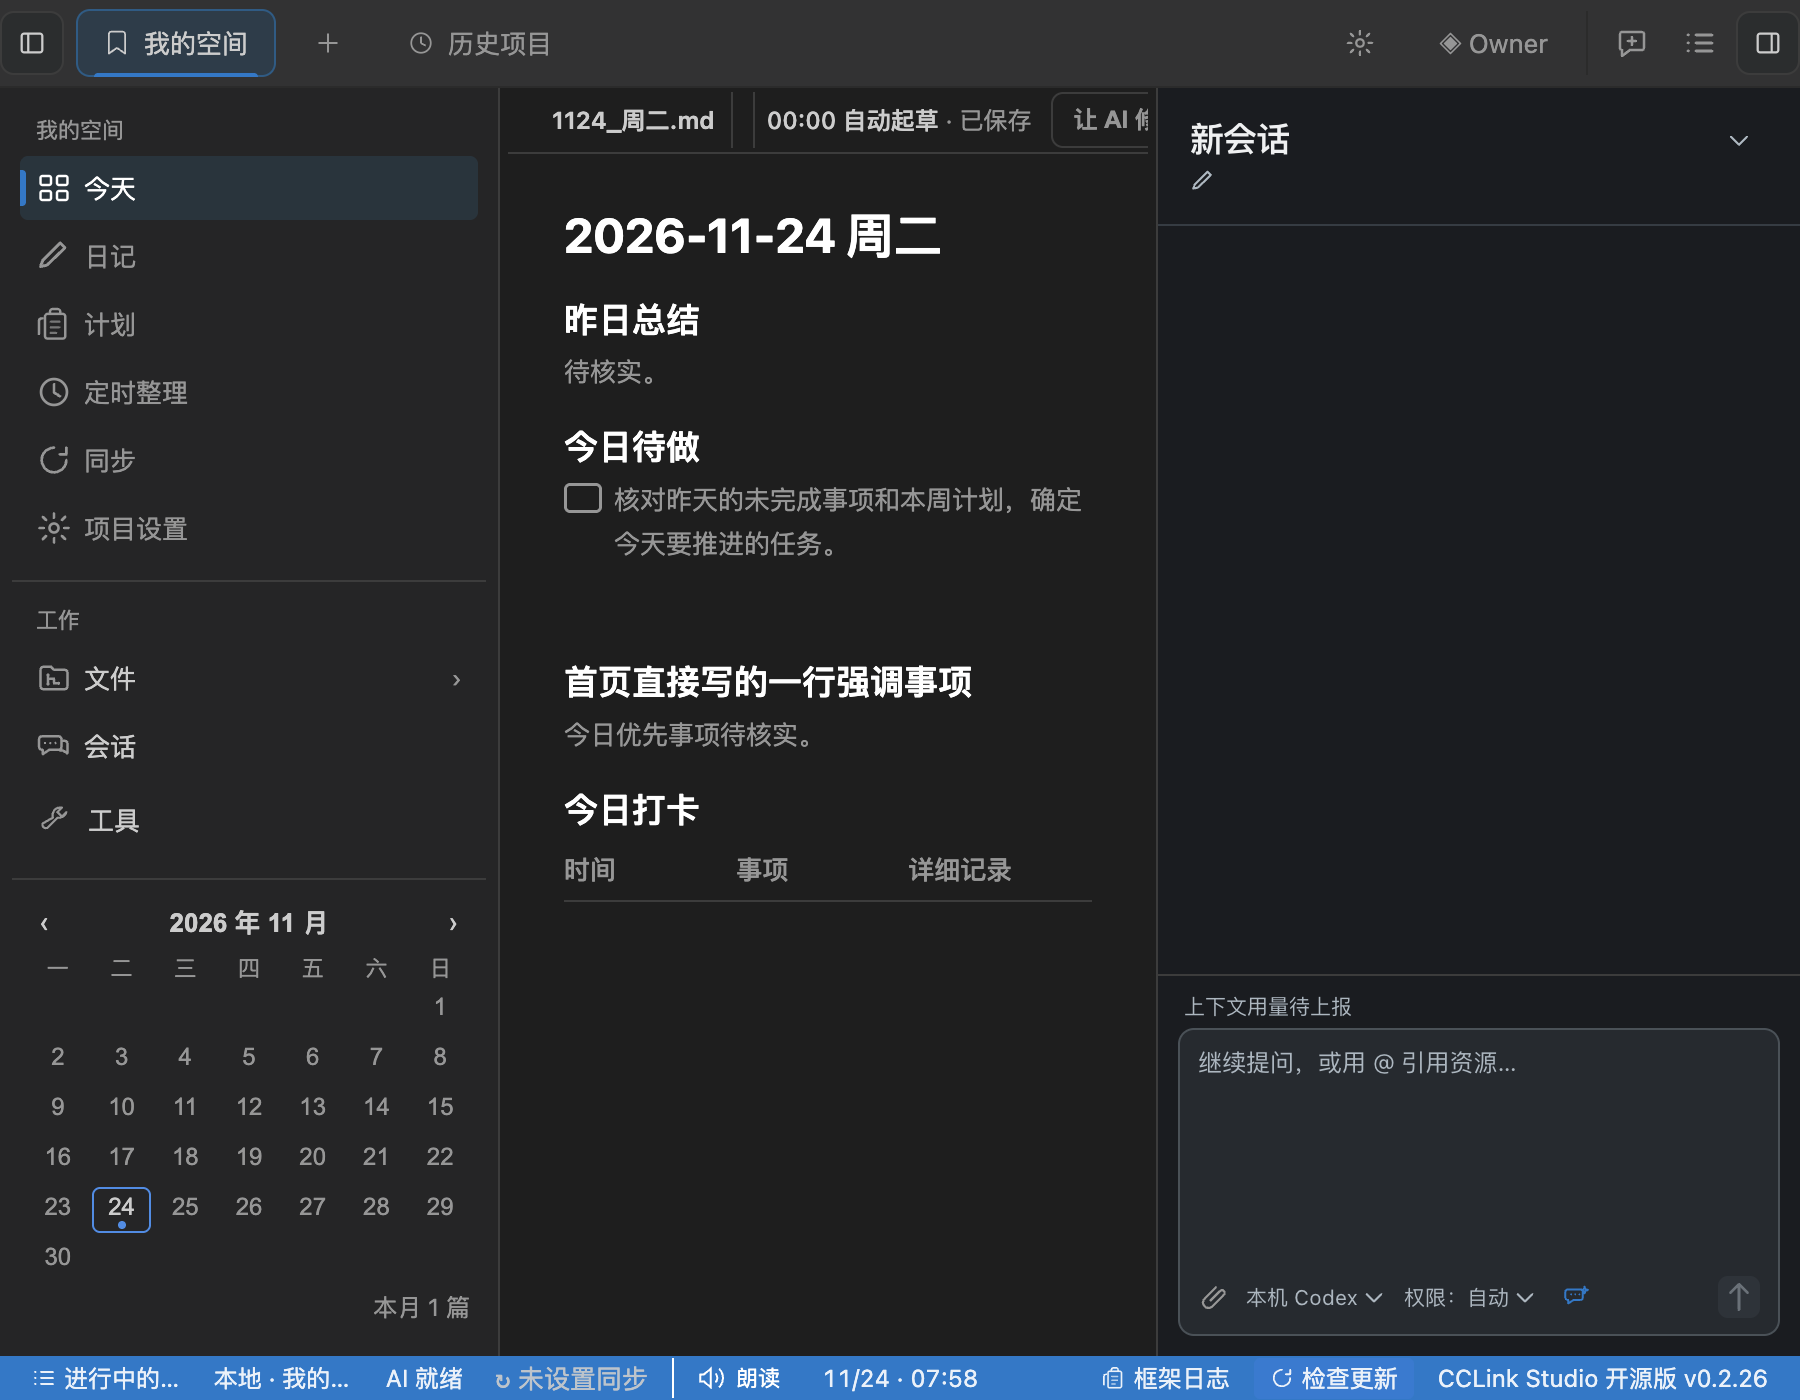 我的空间
历史项目
Owner
我的空间
今天
日记
计划
定时整理
同步
项目设置
工作
文件
会话
工具
2026 年 11 月
一 二 三 四 五 六 日
1
2 3 4 5 6 7 8
9 10 11 12 13 14 15
16 17 18 19 20 21 22
23 24 25 26 27 28 29
30
本月 1 篇
1124_周二.md
00:00 自动起草 · 已保存
让 AI
2026-11-24 周二
昨日总结
待核实。
今日待做
核对昨天的未完成事项和本周计划，确定
今天要推进的任务。
首页直接写的一行强调事项
今日优先事项待核实。
今日打卡
时间 事项 详细记录
新会话
上下文用量待上报
继续提问，或用 @ 引用资源...
本机 Codex 权限：自动
进行中的... 本地 · 我的... AI 就绪 未设置同步 朗读 11/24 · 07:58 框架日志 检查更新 CCLink Studio 开源版 v0.2.26